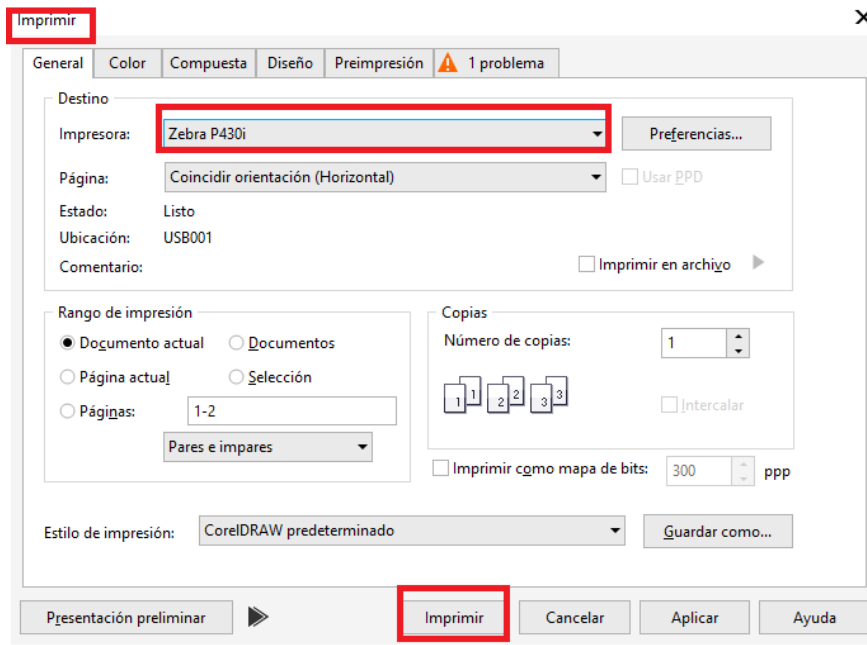 Imprimir
General Color Compuesta Diseño Preimpresión 1 problema
Destino
Impresora: Zebra P430i Preferencias...
Página: Coincidir orientación (Horizontal) Usar PPD
Estado: Listo
Ubicación: USB001
Comentario: Imprimir en archivo
Rango de impresión Copias
Documento actual Documentos Número de copias: 1
Página actual Selección
1 1 2 2 3 3 Intercalar
Páginas: 1-2
Pares e impares
Imprimir como mapa de bits: 300 ppp
Estilo de impresión: CorelDRAW predeterminado Guardar como...
Presentación preliminar Imprimir Cancelar Aplicar Ayuda